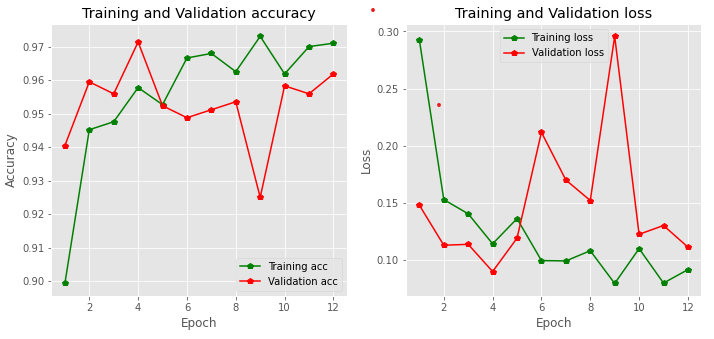 Training and Validation accuracy
0.97
0.96
0.95
0.94
0.93
0.92
0.91
0.90
Accuracy
2
4
6
8
10
12
Epoch
Training acc
Validation acc
Training and Validation loss
0.30
0.25
0.20
0.15
0.10
Loss
2
4
6
8
10
12
Epoch
Training loss
Validation loss